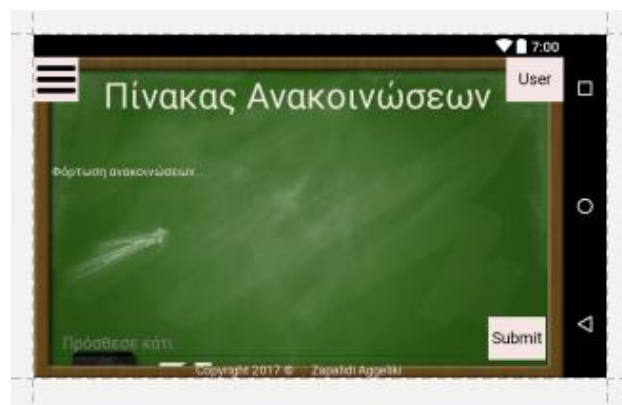 7:00
User
Πίνακας Ανακοινώσεων
Φόρτωση ανακοινώσεων...
Πρόσθεσε κάτι
Submit
Copyright 2017 © Zapalidi Aggeliki